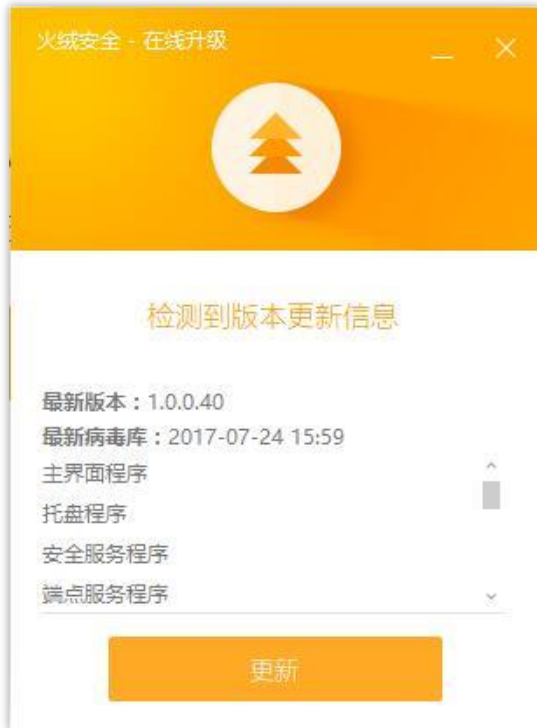 火绒安全 - 在线升级
检测到版本更新信息
最新版本：1.0.0.40
最新病毒库：2017-07-24 15:59
主界面程序
托盘程序
安全服务程序
端点服务程序
更新